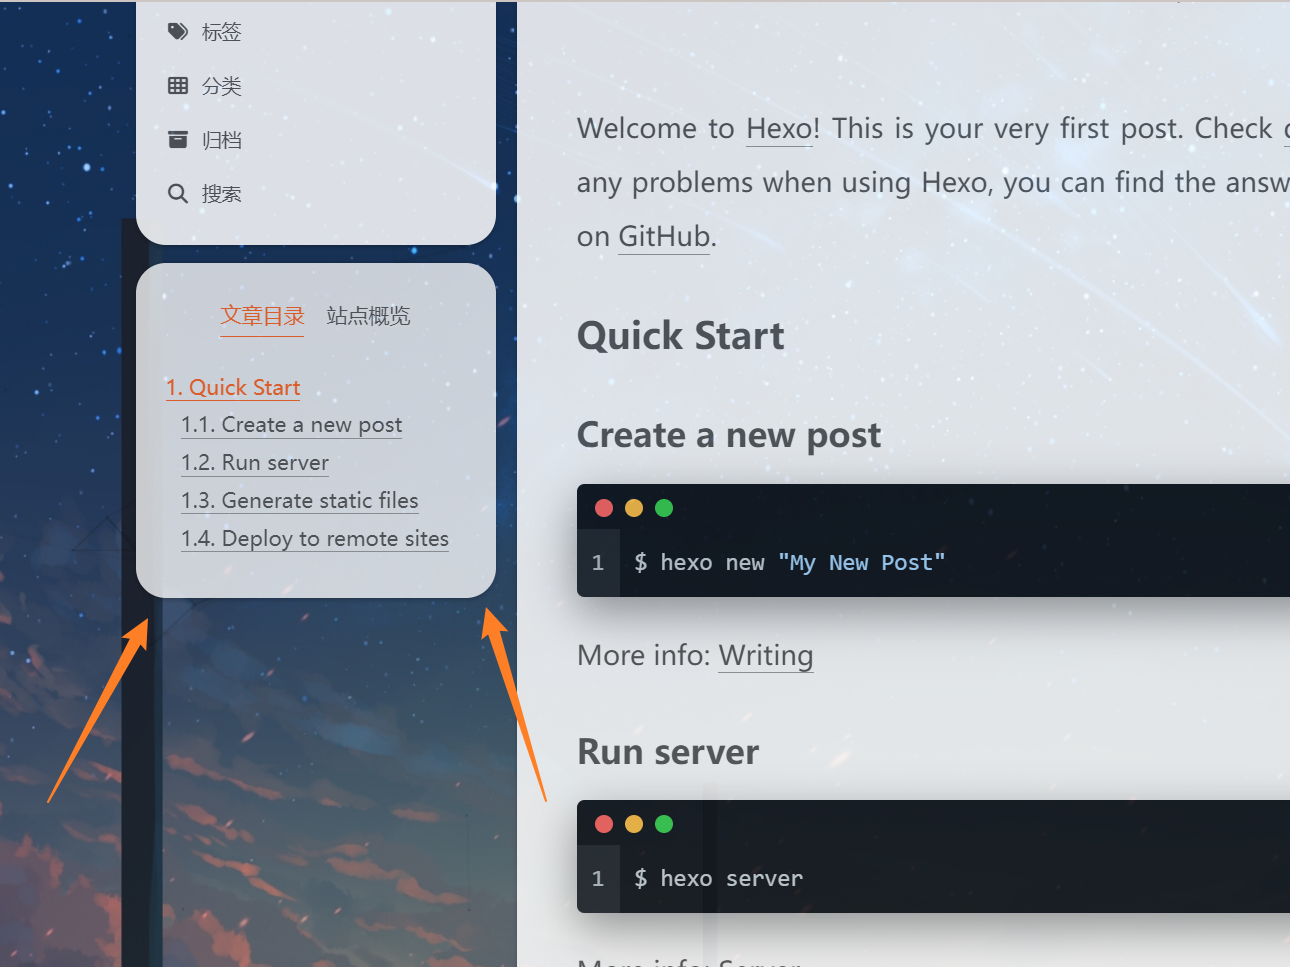 标签
分类
归档
搜索
文章目录 站点概览
1. Quick Start
1.1. Create a new post
1.2. Run server
1.3. Generate static files
1.4. Deploy to remote sites
Welcome to Hexo! This is your very first post. Check
any problems when using Hexo, you can find the answ
on GitHub.
Quick Start
Create a new post
1 $ hexo new "My New Post"
More info: Writing
Run server
1 $ hexo server
More info: Server